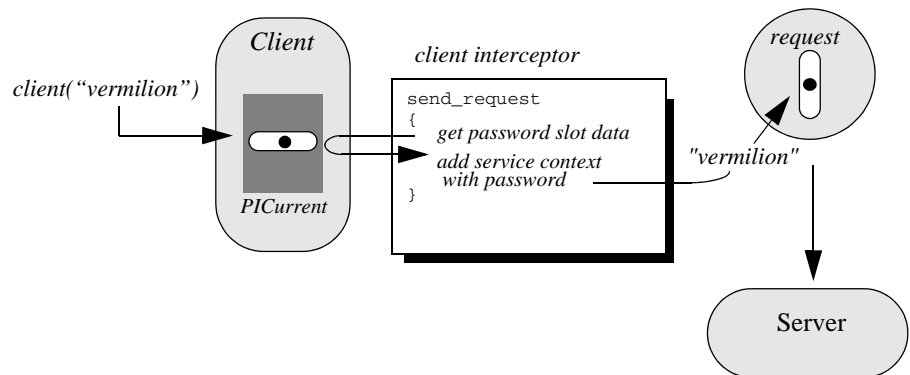 client(“vermilion”)
Client
PICurrent
client interceptor
send_request
{
get password slot data
add service context
with password
}
"vermilion"
request
Server